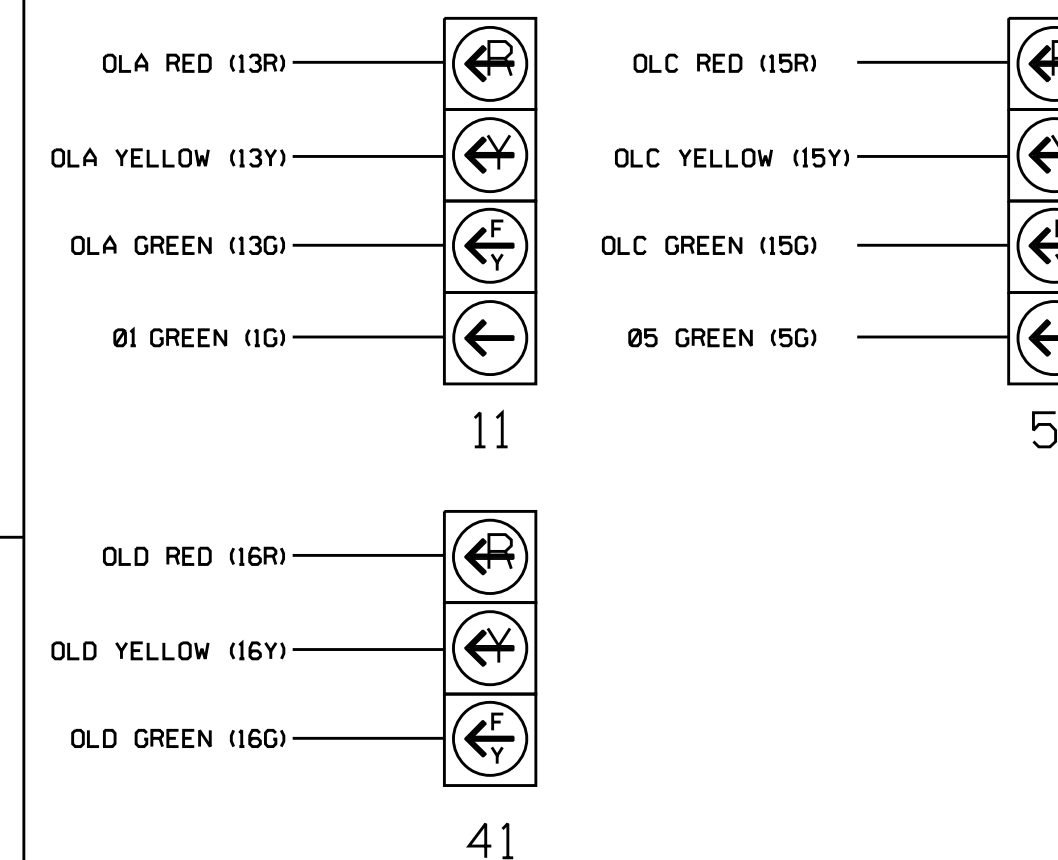 OLA RED (13R)
R
OLA YELLOW (13Y)
Y
OLA GREEN (13G)
F
Y
Ø1 GREEN (1G)
11
OLC RED (15R)
OLC YELLOW (15Y)
OLC GREEN (15G)
Ø5 GREEN (5G)
5
OLD RED (16R)
R
OLD YELLOW (16Y)
Y
OLD GREEN (16G)
F
Y
41